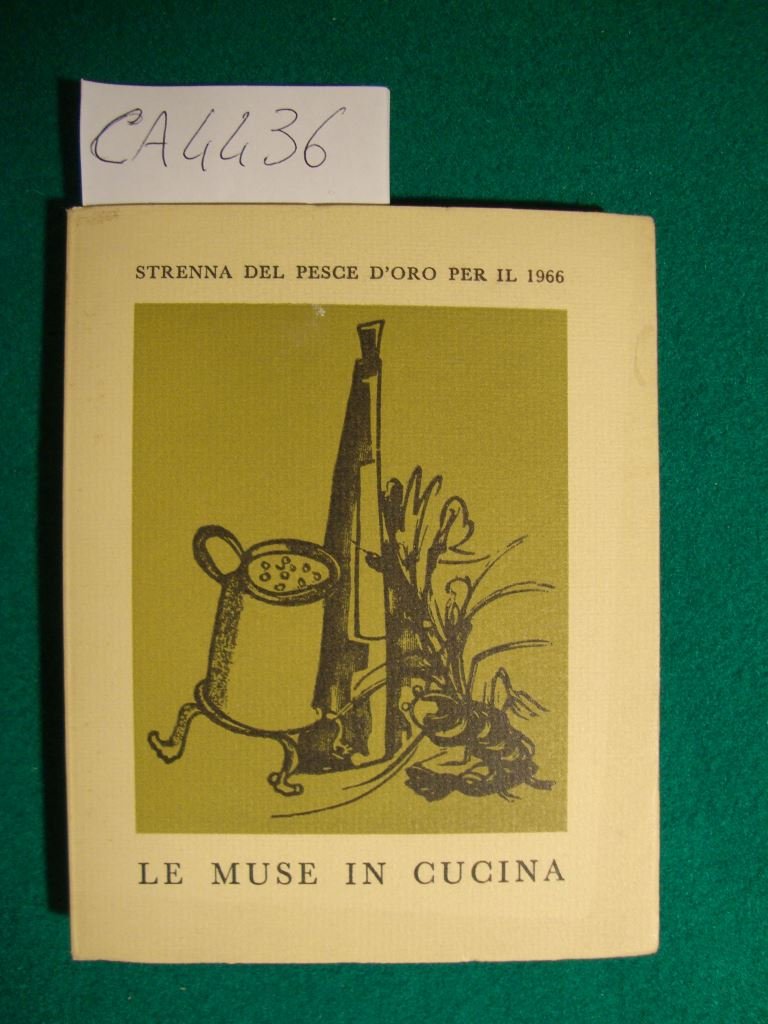 CA4436
STRENNA DEL PESCE D'ORO PER IL 1966
LE MUSE IN CUCINA